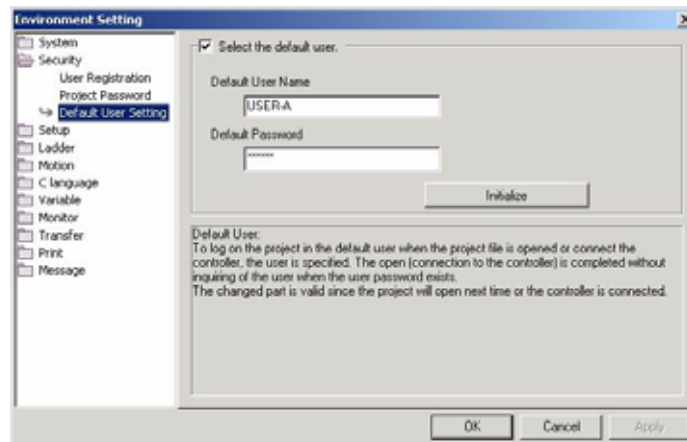 Environment Setting
System
Security
User Registration
Project Password
Default User Setting
Setup
Ladder
Motion
C language
Variable
Monitor
Transfer
Print
Message
Select the default user.
Default User Name
USER-A
Default Password
******
Initialize
Default User:
To log on the project in the default user when the project file is opened or connect the
controller, the user is specified. The open (connection to the controller) is completed without
inquiring of the user when the user password exists.
The changed part is valid since the project will open next time or the controller is connected.
OK
Cancel
Apply